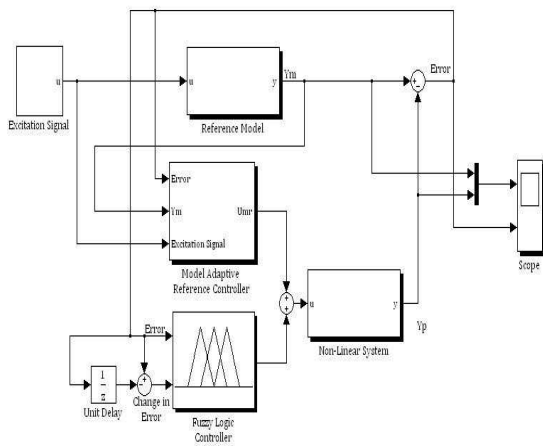 Ym
Error
u
u
y
Excitation Signal
Reference Model
Error
Ym
Umr
Excitation Signal
Model Adaptive
Reference Controller
Scope
u
y
Yp
Non-Linear System
Error
1
z
Unit Delay
Change in
Error
Fuzzy Logic
Controller